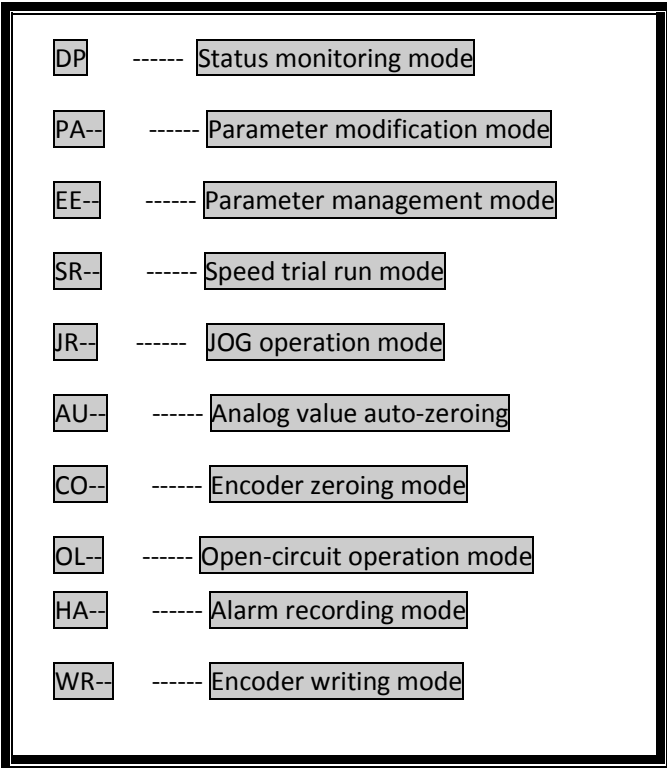 DP ------ Status monitoring mode
PA-- ------ Parameter modification mode
EE-- ------ Parameter management mode
SR-- ------ Speed trial run mode
JR-- ------ JOG operation mode
AU-- ------ Analog value auto-zeroing
CO-- ------ Encoder zeroing mode
OL-- ------ Open-circuit operation mode
HA-- ------ Alarm recording mode
WR-- ------ Encoder writing mode